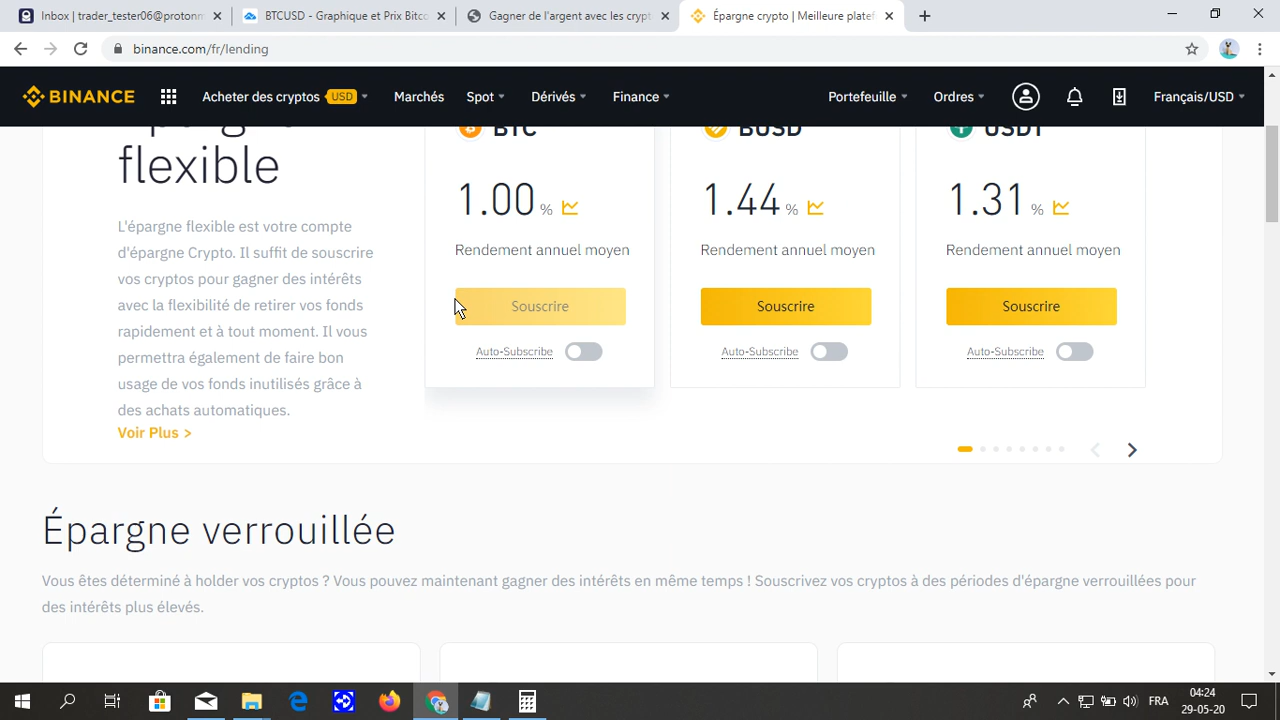 Inbox | trader_tester06@protonm
BTCUSD - Graphique et Prix Bitco
Gagner de l'argent avec les crypt
Épargne crypto | Meilleure platef
binance.com/fr/lending
BINANCE
Acheter des cryptos USD
Marchés
Spot
Dérivés
Finance
Portefeuille
Ordres
Français/USD
flexible
L'épargne flexible est votre compte
d'épargne Crypto. Il suffit de souscrire
vos cryptos pour gagner des intérêts
avec la flexibilité de retirer vos fonds
rapidement et à tout moment. Il vous
permettra également de faire bon
usage de vos fonds inutilisés grâce à
des achats automatiques.
Voir Plus >
BTC
1.00 %
Rendement annuel moyen
Souscrire
Auto-Subscribe
BUSD
1.44 %
Rendement annuel moyen
Souscrire
Auto-Subscribe
USDT
1.31 %
Rendement annuel moyen
Souscrire
Auto-Subscribe
Épargne verrouillée
Vous êtes déterminé à holder vos cryptos ? Vous pouvez maintenant gagner des intérêts en même temps ! Souscrivez vos cryptos à des périodes d'épargne verrouillées pour
des intérêts plus élevés.
FRA
04:24
29-05-20